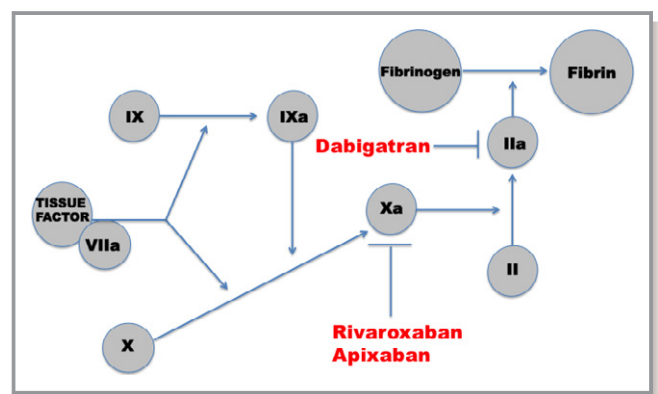 Fibrinogen
Fibrin
IX
IXa
Dabigatran
IIa
TISSUE
FACTOR
VIIa
Xa
II
X
Rivaroxaban
Apixaban